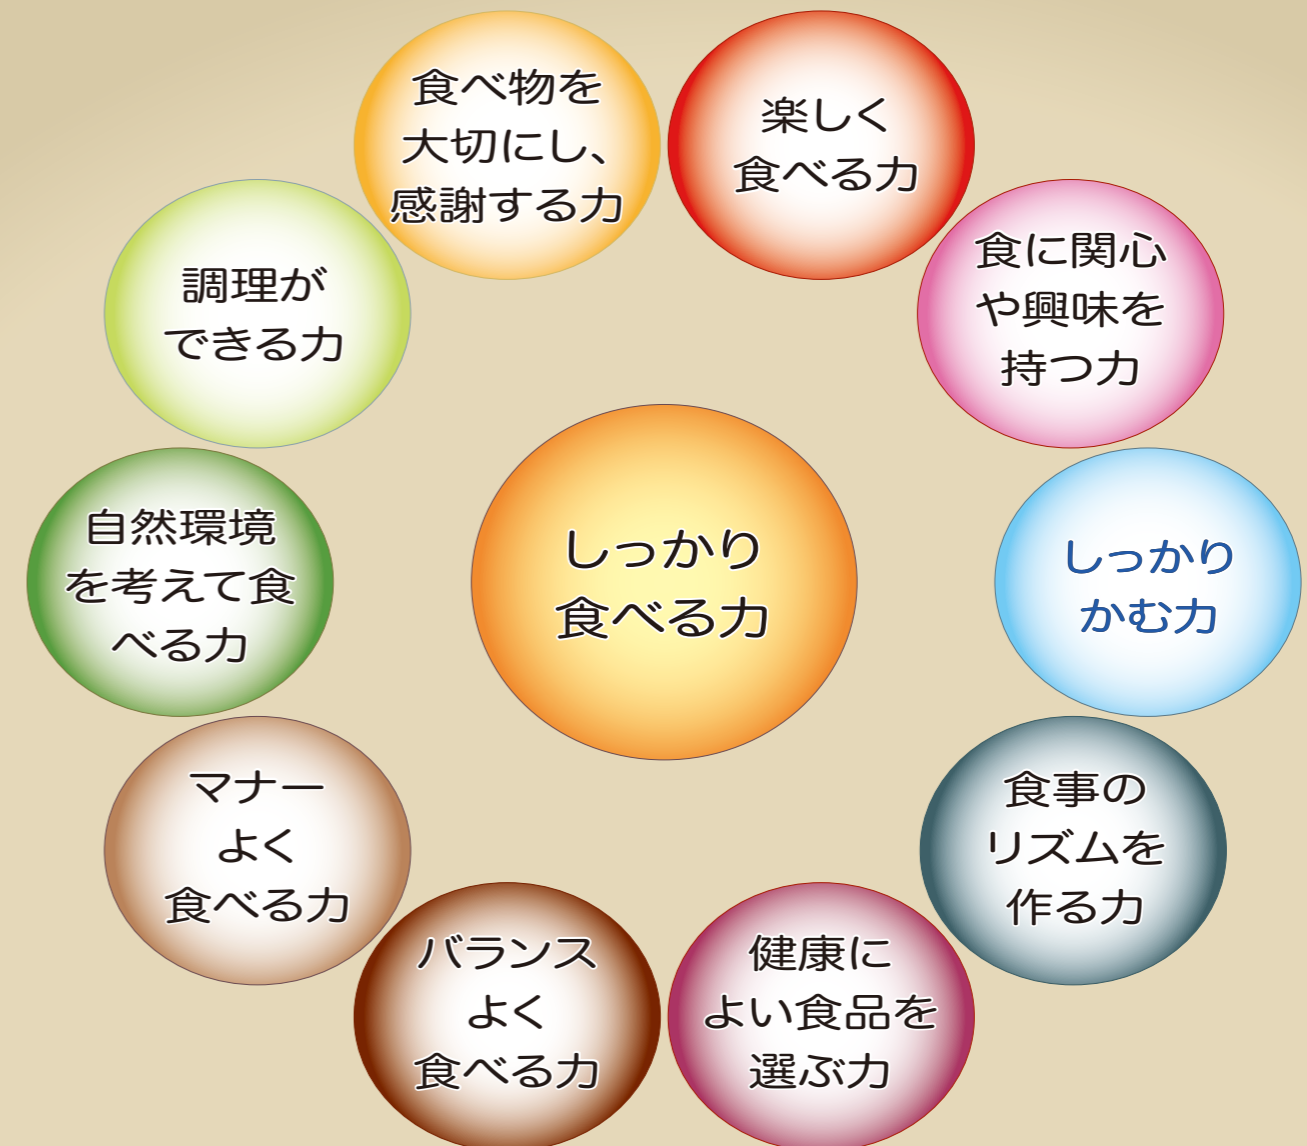 食べ物を
大切にし、
感謝する力
楽しく
食べる力
食に関心
や興味を
持つ力
調理が
できる力
しっかり
食べる力
しっかり
かむ力
自然環境
を考えて食
べる力
食事の
リズムを
作る力
マナー
よく
食べる力
バランス
よく
食べる力
健康に
よい食品を
選ぶ力